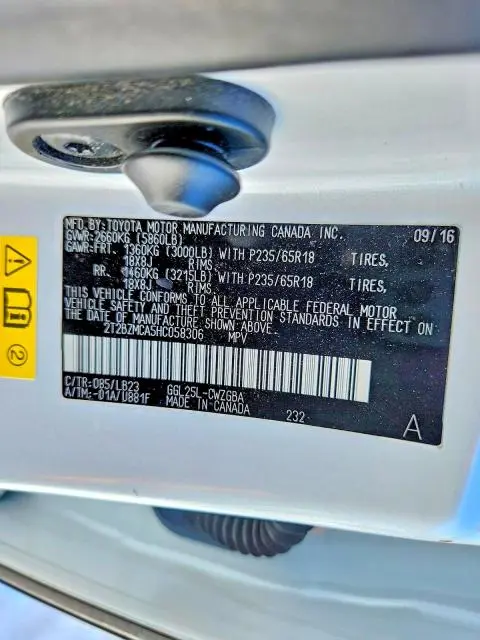 MFD.BY:TOYOTA MOTOR MANUFACTURING CANADA INC. 09/16
GVWR:2660KG (5860LB)
GAWR:FRT. 1360KG (3000LB) WITH P235/65R18 TIRES,
18X8J RIMS
RR. 1460KG (3215LB) WITH P235/65R18 TIRES,
18X8J RIMS
THIS VEHICLE CONFORMS TO ALL APPLICABLE FEDERAL MOTOR
VEHICLE SAFETY AND THEFT PREVENTION STANDARDS IN EFFECT ON
THE DATE OF MANUFACTURE SHOWN ABOVE.
2T2BZMCA5HC058306 MPV
C/TR:085/LB23 GGL25L-CWZGBA
A/TM:-01A/U881F MADE IN CANADA 232 A
2